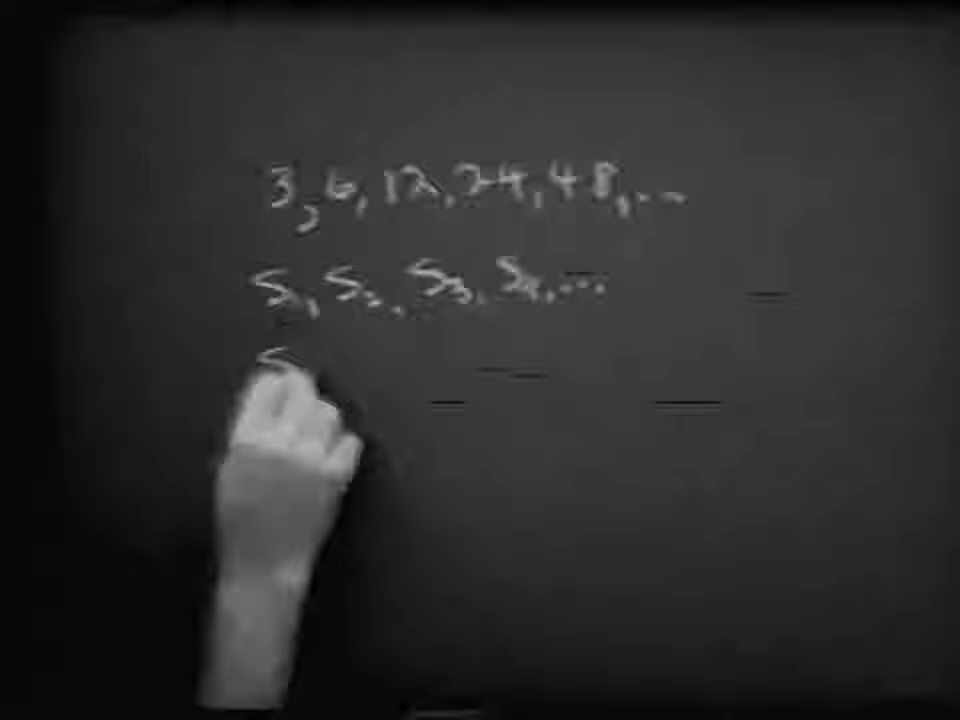 3, 6, 12, 24, 48, ...
S1, S2, S3, S4, ...
S